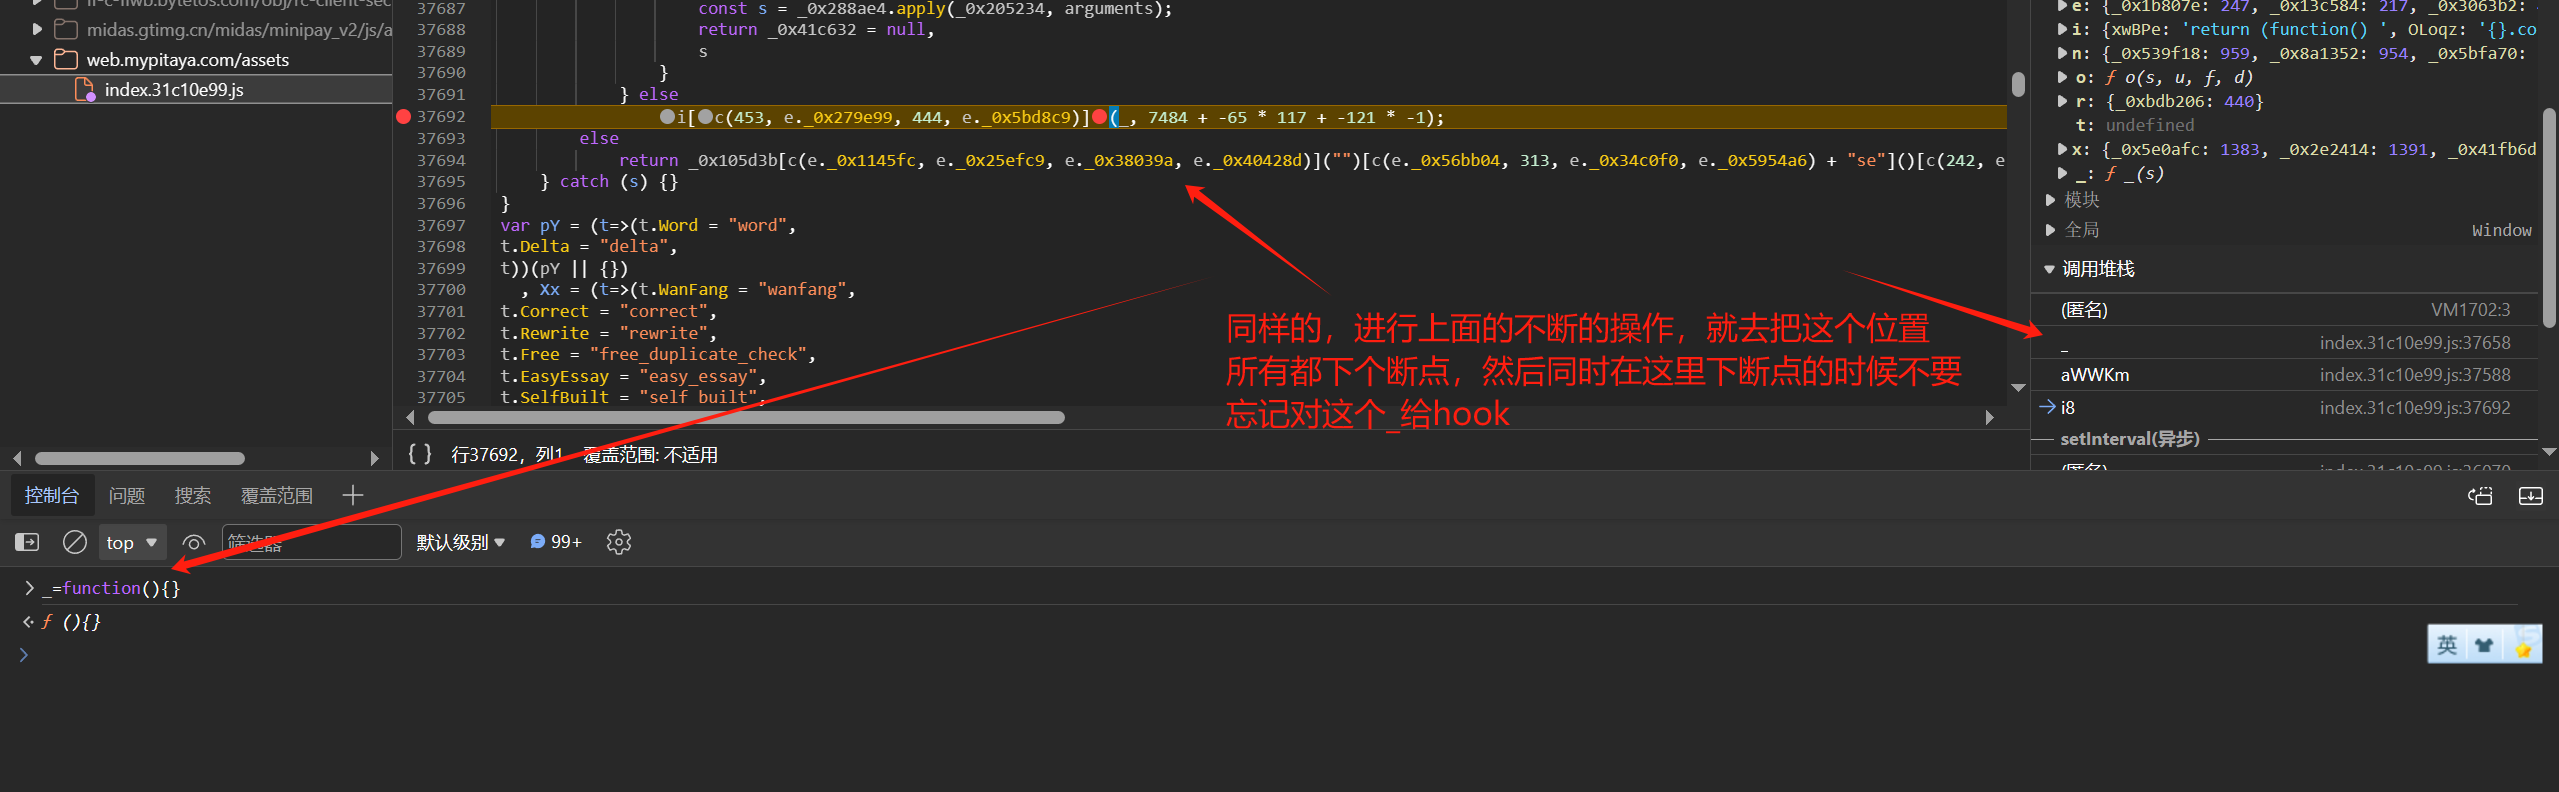 midas.gtimg.cn/midas/minipay_v2/js/a
web.mypitaya.com/assets
index.31c10e99.js
37687 const s = _0x288ae4.apply(_0x205234, arguments);
37688 return _0x41c632 = null,
37689 s
37690 }
37691 } else
37692 i[c(453, e._0x279e99, 444, e._0x5bd8c9)](_, 7484 + -65 * 117 + -121 * -1);
37693 else
37694 return _0x105d3b[c(e._0x1145fc, e._0x25efc9, e._0x38039a, e._0x40428d)]("")[c(e._0x56bb04, 313, e._0x34c0f0, e._0x5954a6) + "se"]()[c(242, e
37695 } catch (s) {}
37696 }
37697 var pY = (t=>(t.Word = "word",
37698 t.Delta = "delta",
37699 t))(pY || {})
37700 , Xx = (t=>(t.WanFang = "wanfang",
37701 t.Correct = "correct",
37702 t.Rewrite = "rewrite",
37703 t.Free = "free_duplicate_check",
37704 t.EasyEssay = "easy_essay",
37705 t.SelfBuilt = "self_built",
同样的，进行上面的不断的操作，就去把这个位置
所有都下个断点，然后同时在这里下断点的时候不要
忘记对这个_给hook
{ } 行37692，列1 覆盖范围: 不适用
e: {_0x1b807e: 247, _0x13c584: 217, _0x3063b2:
i: {xwBPe: 'return (function() ', OLoqz: '{}.co
n: {_0x539f18: 959, _0x8a1352: 954, _0x5bfa70:
o: ƒ o(s, u, f, d)
r: {_0xbdb206: 440}
t: undefined
x: {_0x5e0afc: 1383, _0x2e2414: 1391, _0x41fb6d
_: ƒ _(s)
模块
全局 Window
调用堆栈
(匿名) VM1702:3
_ index.31c10e99.js:37658
aWWKm index.31c10e99.js:37588
i8 index.31c10e99.js:37692
setInterval(异步)
控制台 问题 搜索 覆盖范围
top 筛选器 默认级别 99+
_=function(){}
ƒ (){}
英